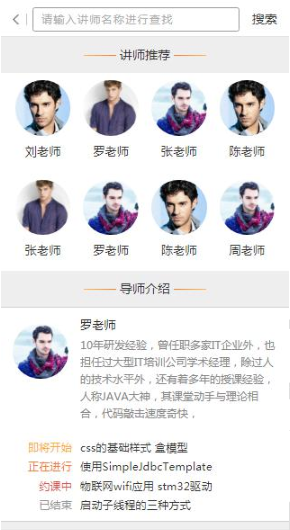 请输入讲师名称进行查找 搜索
讲师推荐
刘老师 罗老师 张老师 陈老师
张老师 罗老师 陈老师 周老师
导师介绍
罗老师
10年研发经验，曾任职多家IT企业外，也
担任过大型IT培训公司学术经理，除过人
的技术水平外，还有着多年的授课经验，
人称JAVA大神，其课堂动手与理论相
合，代码敲击速度奇快，
即将开始 css的基础样式 盒模型
正在进行 使用SimpleJdbcTemplate
约课中 物联网wifi应用 stm32驱动
已结束 启动子线程的三种方式